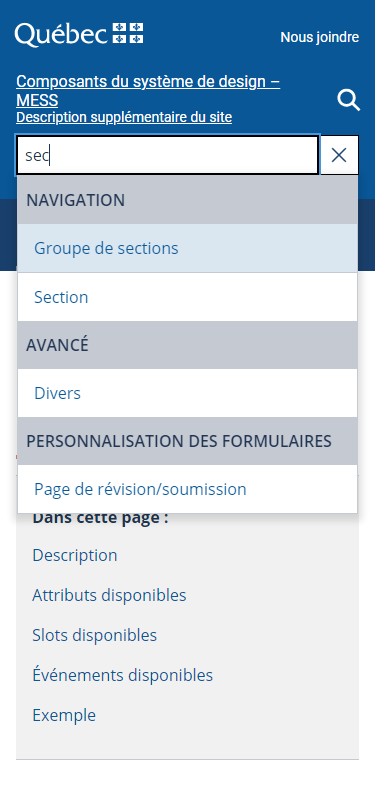 Québec
Nous joindre
Composants du système de design –
MESS
Description supplémentaire du site
sec
NAVIGATION
Groupe de sections
Section
AVANCÉ
Divers
PERSONNALISATION DES FORMULAIRES
Page de révision/soumission
Dans cette page :
Description
Attributs disponibles
Slots disponibles
Événements disponibles
Exemple